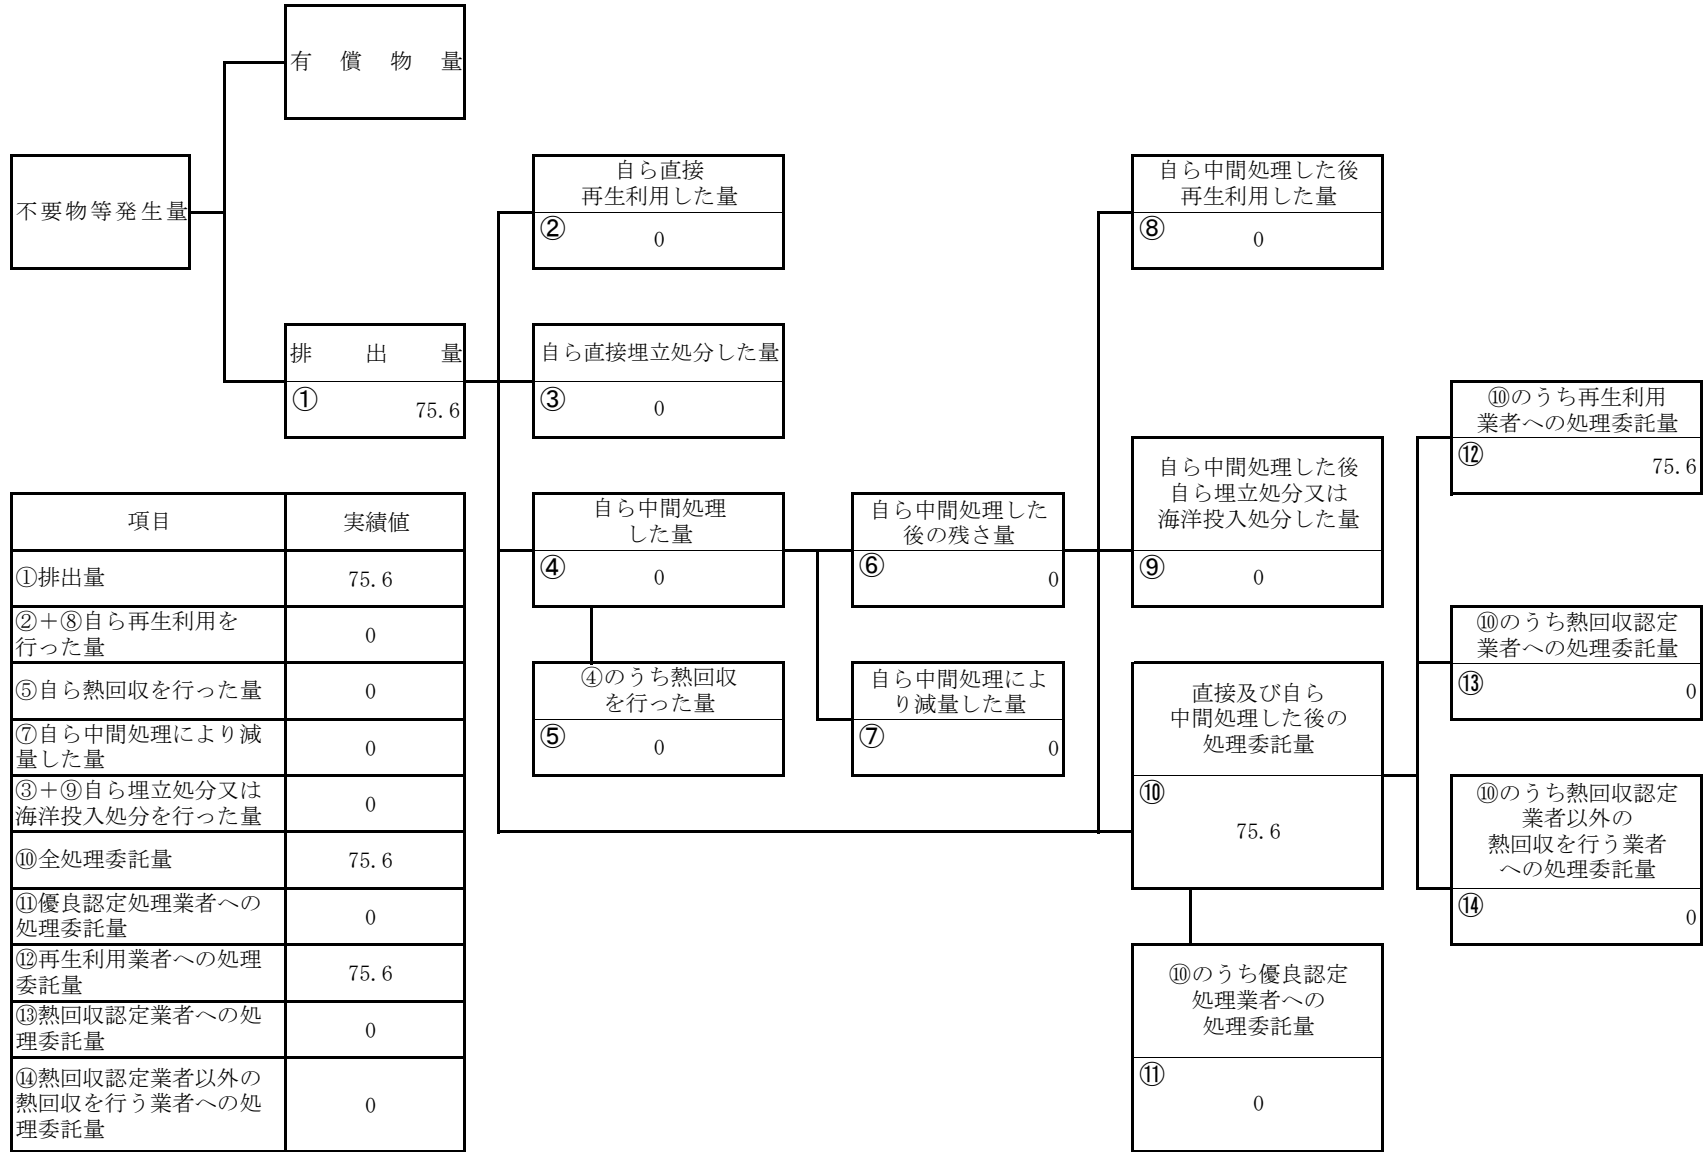 有償物量
不要物等発生量
排出量
①
75.6
自ら直接
再生利用した量
②
0
自ら直接埋立処分した量
③
0
自ら中間処理
した量
④
0
④のうち熱回収
を行った量
⑤
0
自ら中間処理した
後の残さ量
⑥
0
自ら中間処理によ
り減量した量
⑦
0
自ら中間処理した後
再生利用した量
⑧
0
自ら中間処理した後
自ら埋立処分又は
海洋投入処分した量
⑨
0
直接及び自ら
中間処理した後の
処理委託量
⑩
75.6
⑩のうち優良認定
処理業者への
処理委託量
⑪
0
⑩のうち再生利用
業者への処理委託量
⑫
75.6
⑩のうち熱回収認定
業者への処理委託量
⑬
0
⑩のうち熱回収認定
業者以外の
熱回収を行う業者
への処理委託量
⑭
0
項目 実績値
①排出量 75.6
②＋⑧自ら再生利用を
行った量 0
⑤自ら熱回収を行った量 0
⑦自ら中間処理により減
量した量 0
③＋⑨自ら埋立処分又は
海洋投入処分を行った量 0
⑩全処理委託量 75.6
⑪優良認定処理業者への
処理委託量 0
⑫再生利用業者への処理
委託量 75.6
⑬熱回収認定業者への処
理委託量 0
⑭熱回収認定業者以外の
熱回収を行う業者への処
理委託量 0